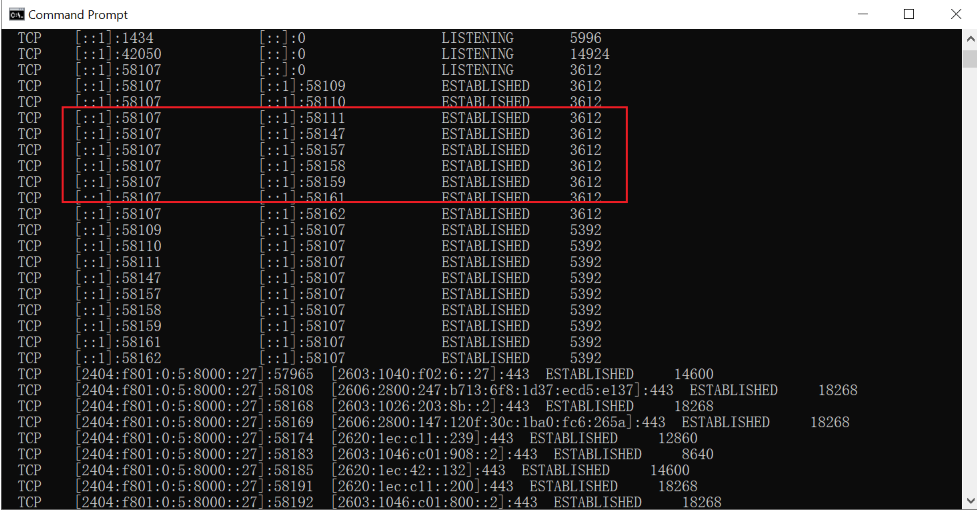 Command Prompt
TCP [::1]:1434 [::]:0 LISTENING 5996
TCP [::1]:42050 [::]:0 LISTENING 14924
TCP [::1]:58107 [::]:0 LISTENING 3612
TCP [::1]:58107 [::1]:58109 ESTABLISHED 3612
TCP [::1]:58107 [::1]:58110 ESTABLISHED 3612
TCP [::1]:58107 [::1]:58111 ESTABLISHED 3612
TCP [::1]:58107 [::1]:58147 ESTABLISHED 3612
TCP [::1]:58107 [::1]:58157 ESTABLISHED 3612
TCP [::1]:58107 [::1]:58158 ESTABLISHED 3612
TCP [::1]:58107 [::1]:58159 ESTABLISHED 3612
TCP [::1]:58107 [::1]:58161 ESTABLISHED 3612
TCP [::1]:58107 [::1]:58162 ESTABLISHED 3612
TCP [::1]:58109 [::1]:58107 ESTABLISHED 5392
TCP [::1]:58110 [::1]:58107 ESTABLISHED 5392
TCP [::1]:58111 [::1]:58107 ESTABLISHED 5392
TCP [::1]:58147 [::1]:58107 ESTABLISHED 5392
TCP [::1]:58157 [::1]:58107 ESTABLISHED 5392
TCP [::1]:58158 [::1]:58107 ESTABLISHED 5392
TCP [::1]:58159 [::1]:58107 ESTABLISHED 5392
TCP [::1]:58161 [::1]:58107 ESTABLISHED 5392
TCP [::1]:58162 [::1]:58107 ESTABLISHED 5392
TCP [2404:f801:0:5:8000::27]:57965 [2603:1040:f02:6::27]:443 ESTABLISHED 14600
TCP [2404:f801:0:5:8000::27]:58108 [2606:2800:247:b713:6f8:1d37:ecd5:e137]:443 ESTABLISHED 18268
TCP [2404:f801:0:5:8000::27]:58168 [2603:1026:203:8b::2]:443 ESTABLISHED 18268
TCP [2404:f801:0:5:8000::27]:58169 [2606:2800:147:120f:30c:1ba0:fc6:265a]:443 ESTABLISHED 18268
TCP [2404:f801:0:5:8000::27]:58174 [2620:1ec:c11::239]:443 ESTABLISHED 12860
TCP [2404:f801:0:5:8000::27]:58183 [2603:1046:c01:908::2]:443 ESTABLISHED 8640
TCP [2404:f801:0:5:8000::27]:58185 [2620:1ec:42::132]:443 ESTABLISHED 14600
TCP [2404:f801:0:5:8000::27]:58191 [2620:1ec:c11::200]:443 ESTABLISHED 18268
TCP [2404:f801:0:5:8000::27]:58192 [2603:1046:c01:800::2]:443 ESTABLISHED 18268